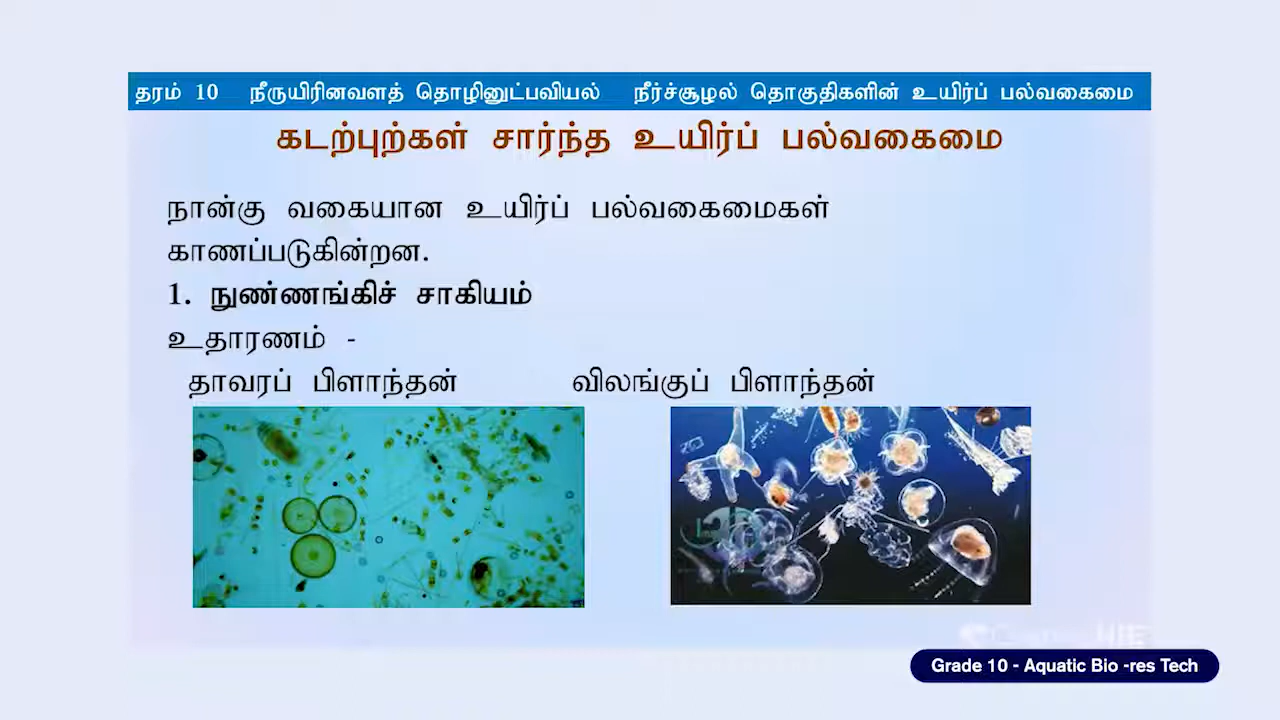 தரம் 10 நீருயிரினவளத் தொழினுட்பவியல் நீர்ச்சூழல் தொகுதிகளின் உயிர்ப் பல்வகைமை
கடற்புற்கள் சார்ந்த உயிர்ப் பல்வகைமை
நான்கு வகையான உயிர்ப் பல்வகைமைகள்
காணப்படுகின்றன.
1. நுண்ணங்கிச் சாகியம்
உதாரணம் -
தாவரப் பிளாந்தன் விலங்குப் பிளாந்தன்
Grade 10 - Aquatic Bio -res Tech